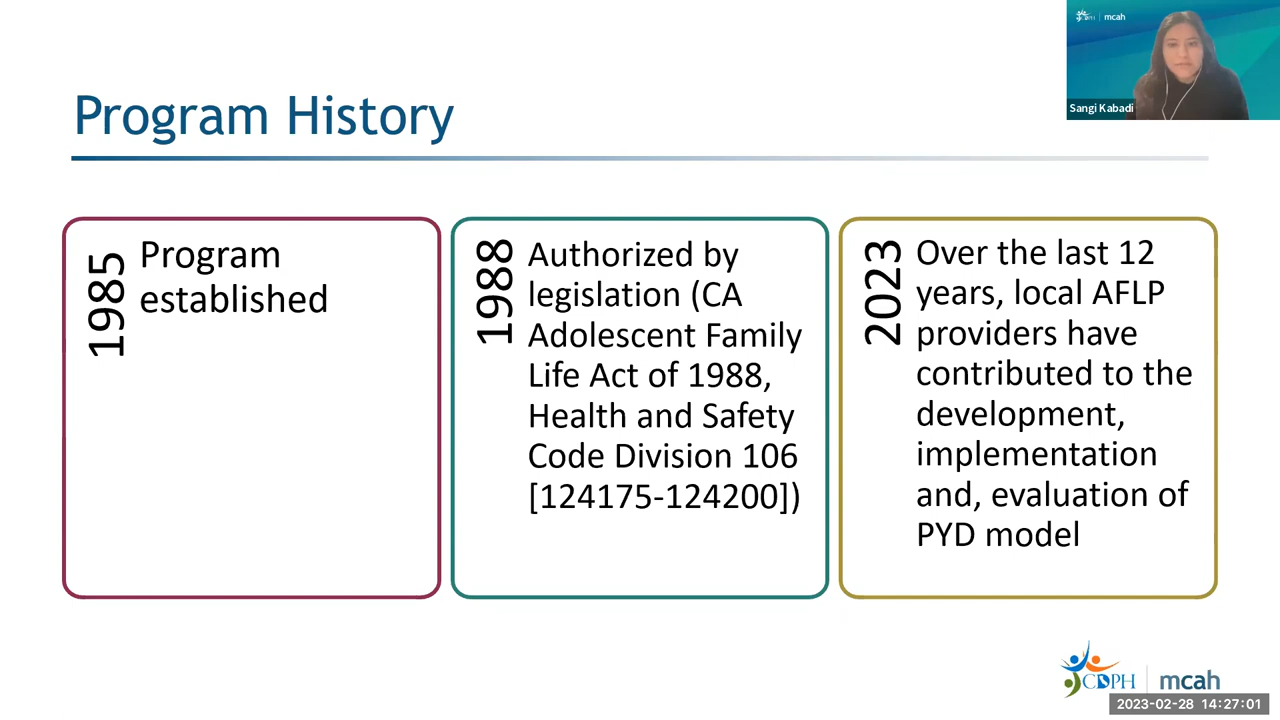 CDPH mcah
Sangi Kabadi
Program History
1985
Program
established
1988
Authorized by
legislation (CA
Adolescent Family
Life Act of 1988,
Health and Safety
Code Division 106
[124175-124200])
2023
Over the last 12
years, local AFLP
providers have
contributed to the
development,
implementation
and, evaluation of
PYD model
CDPH mcah
2023-02-28 14:27:01